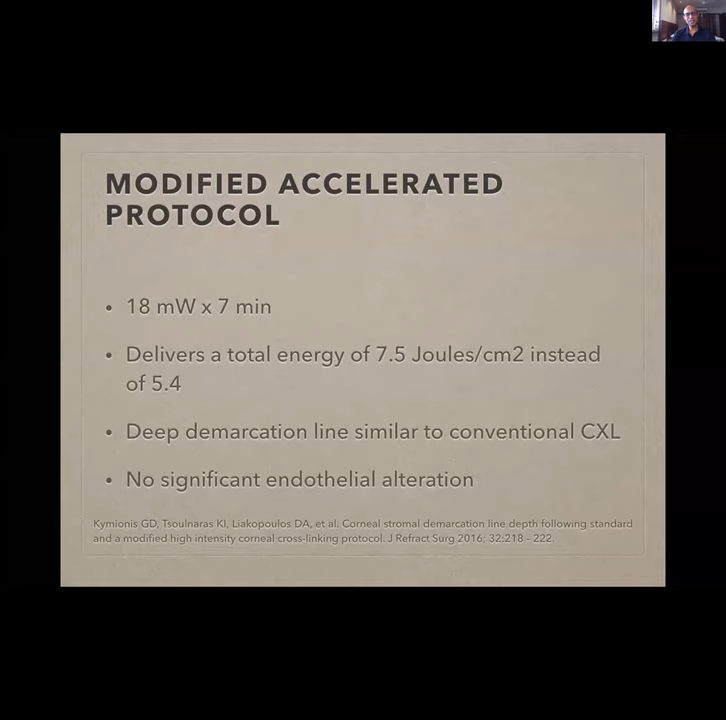 MODIFIED ACCELERATED
PROTOCOL
• 18 mW x 7 min
• Delivers a total energy of 7.5 Joules/cm2 instead
of 5.4
• Deep demarcation line similar to conventional CXL
• No significant endothelial alteration
Kymionis GD, Tsoulnaras KI, Liakopoulos DA, et al. Corneal stromal demarcation line depth following standard
and a modified high intensity corneal cross-linking protocol. J Refract Surg 2016; 32:218 – 222.